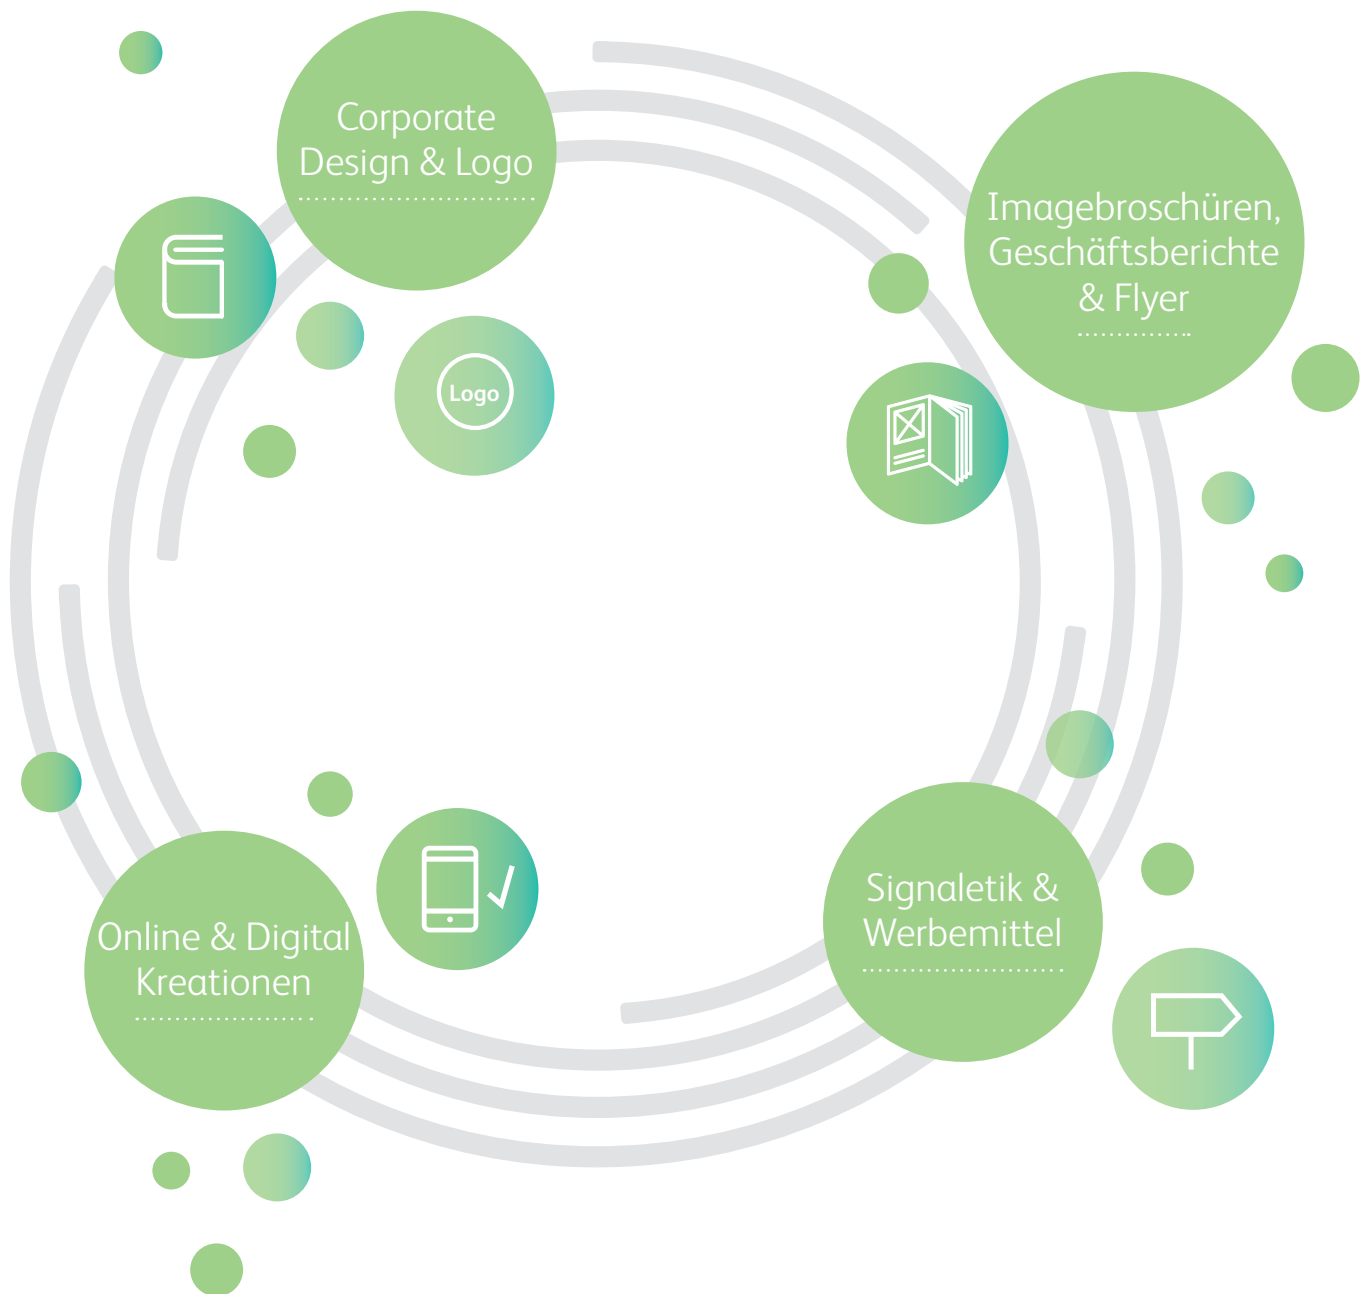 Corporate
Design & Logo
Imagebroschüren,
Geschäftsberichte
& Flyer
Logo
Signaletik &
Werbemittel
Online & Digital
Kreationen